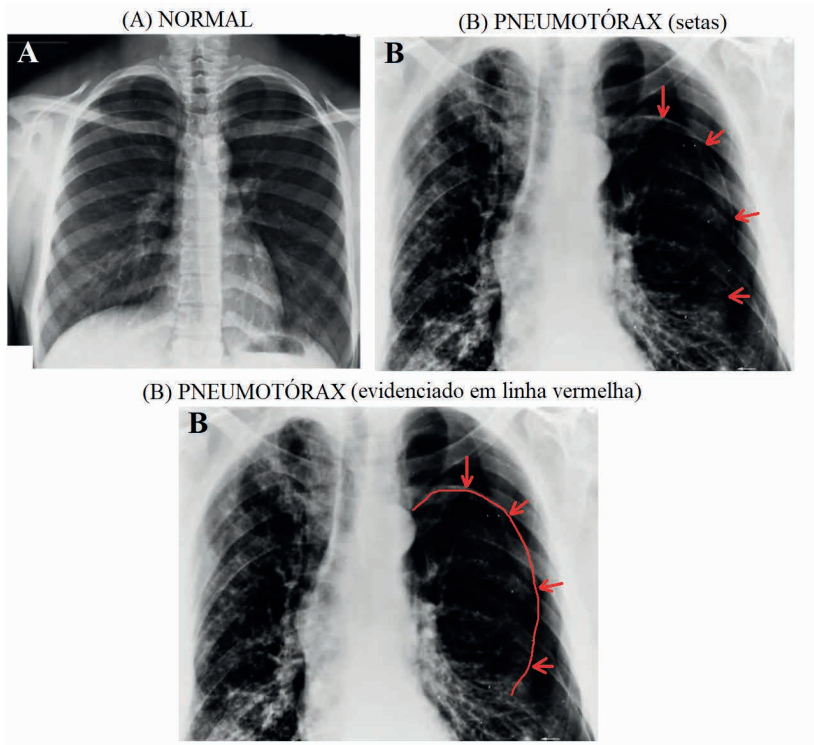 (A) NORMAL
(B) PNEUMOTÓRAX (setas)
A
B
(B) PNEUMOTÓRAX (evidenciado em linha vermelha)
B